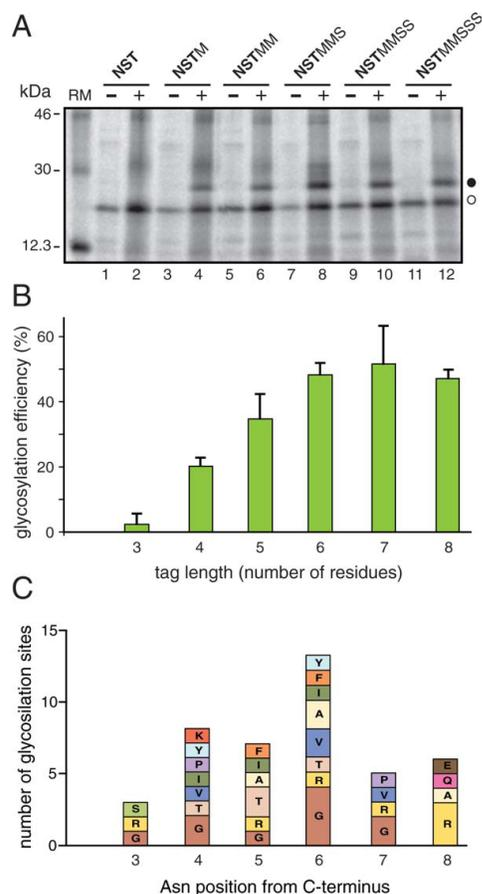 A
NST NSTM NSTMM NSTMMS NSTMMSS NSTMMSSS
kDa RM – + – + – + – + – + – +
46
30
12.3
1 2 3 4 5 6 7 8 9 10 11 12
B
glycosylation efficiency (%)
60
40
20
0
3 4 5 6 7 8
tag length (number of residues)
C
number of glycosilation sites
15
10
5
0
S
R
G
K
Y
P
I
V
T
G
F
I
A
T
R
G
Y
F
I
A
V
T
R
G
P
V
R
G
E
Q
A
R
3 4 5 6 7 8
Asn position from C-terminus